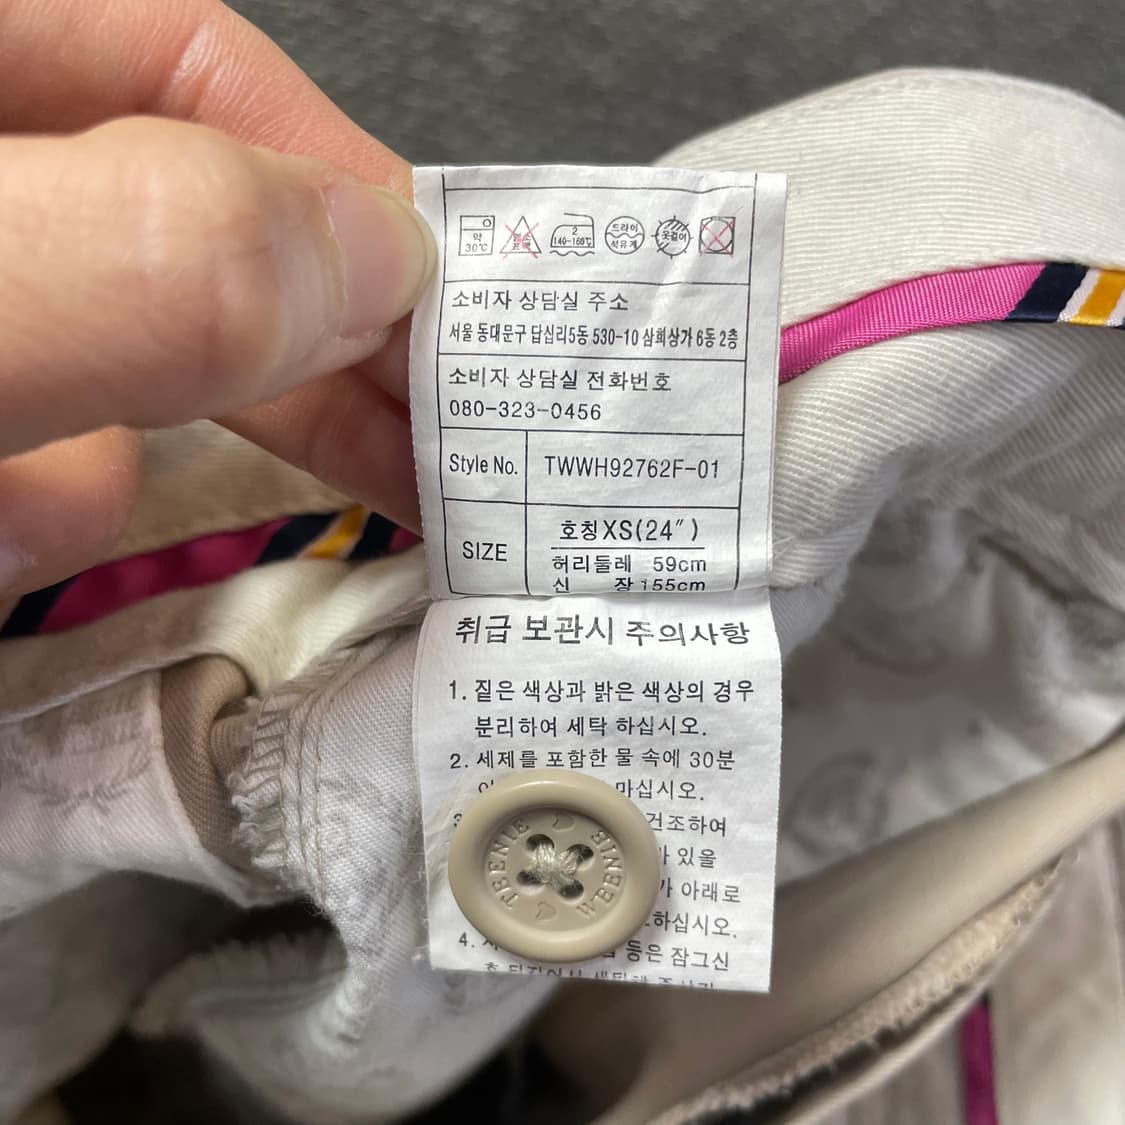 약
30℃
염소
표백
2
140-160℃
드라이
석유계
옷걸이
소비자 상담실 주소
서울 동대문구 답십리5동 530-10 삼희상가 6동 2층
소비자 상담실 전화번호
080-323-0456
Style No. TWWH92762F-01
SIZE
호칭 XS(24″)
허리둘레 59cm
신 장 155cm
취급 보관시 주의사항
1. 짙은 색상과 밝은 색상의 경우
분리하여 세탁 하십시오.
2. 세제를 포함한 물 속에 30분
마십시오.
건조하여
있을
아래로
하십시오.
4.
등은 잠그신
TEENIE
WEENIE